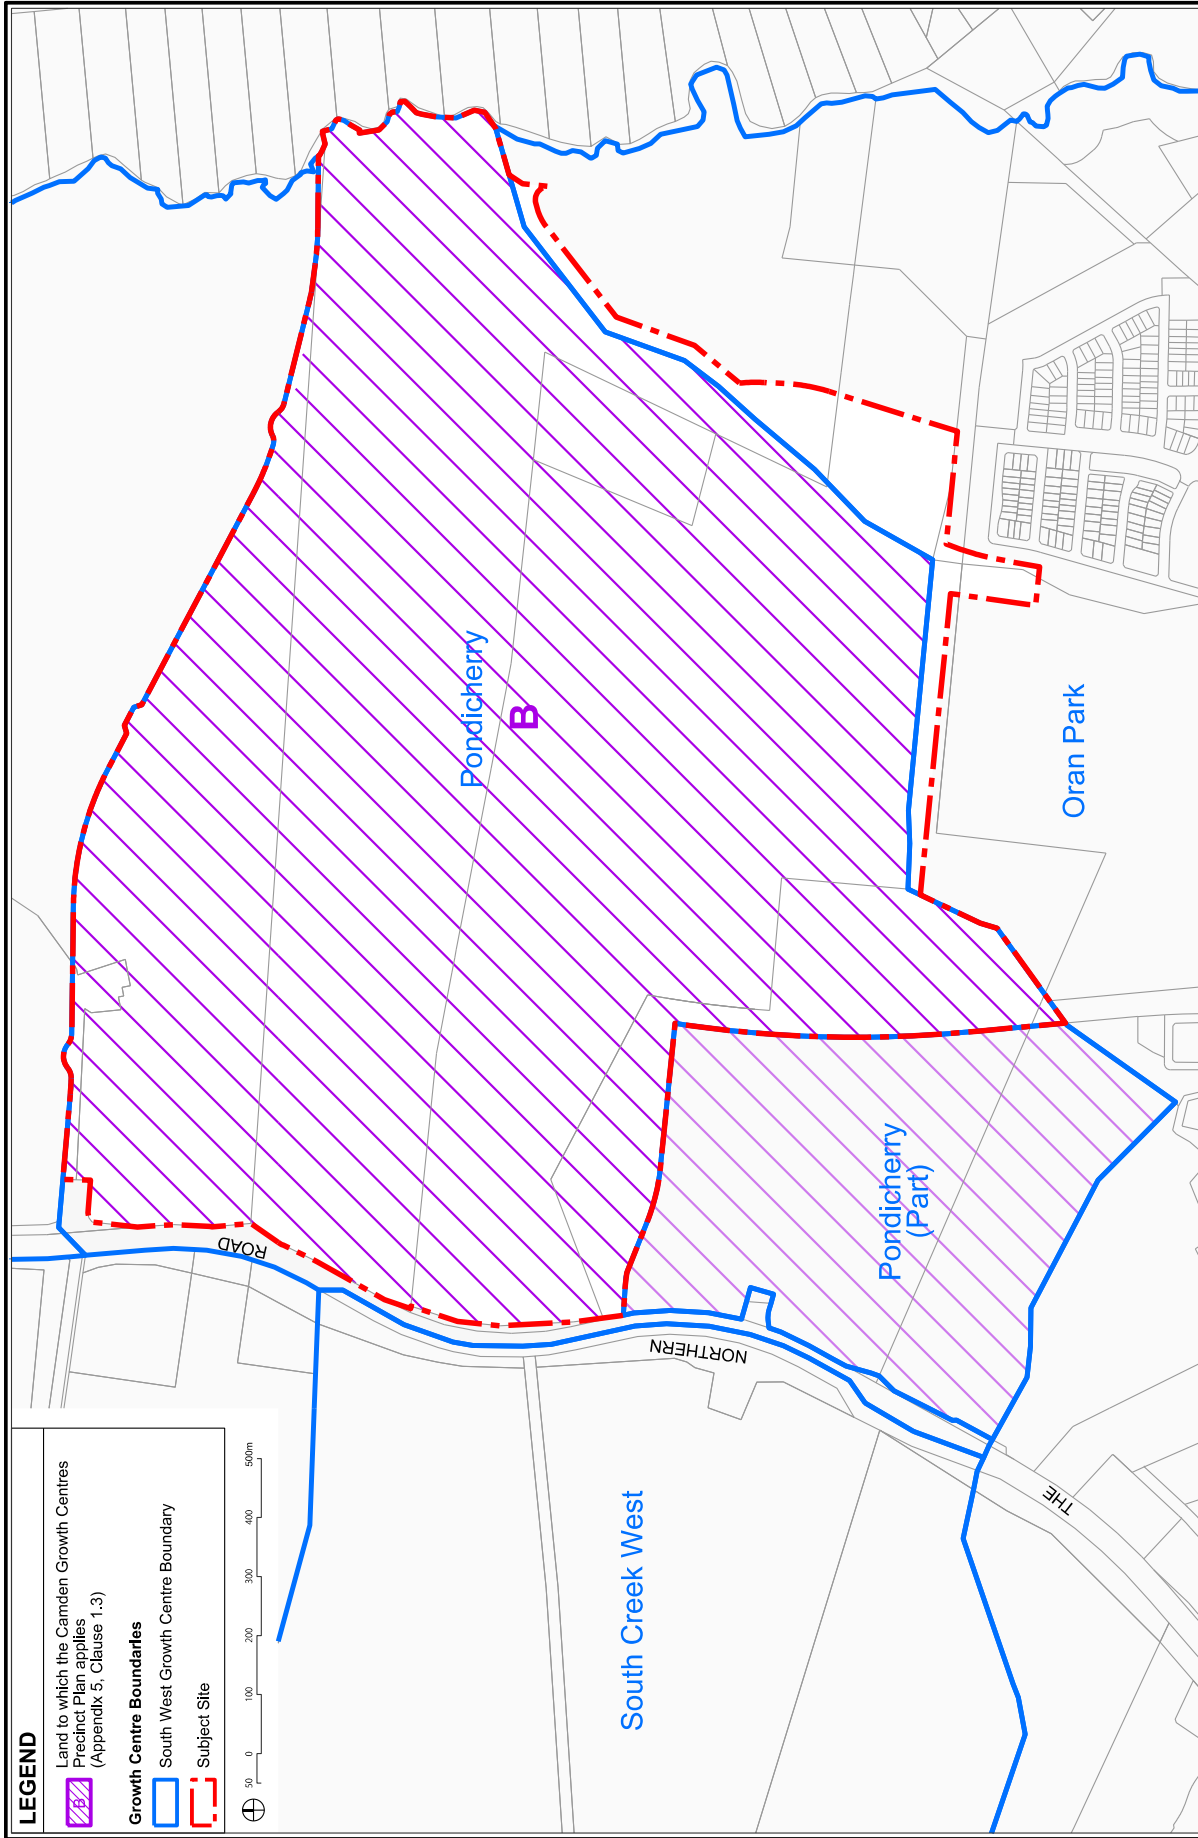 LEGEND
B
Land to which the Camden Growth Centres
Precinct Plan applies
(Appendix 5, Clause 1.3)
Growth Centre Boundaries
South West Growth Centre Boundary
Subject Site
50 0 100 200 300 400 500m
ROAD
NORTHERN
THE
Pondicherry
B
Pondicherry
(Part)
Oran Park
South Creek West